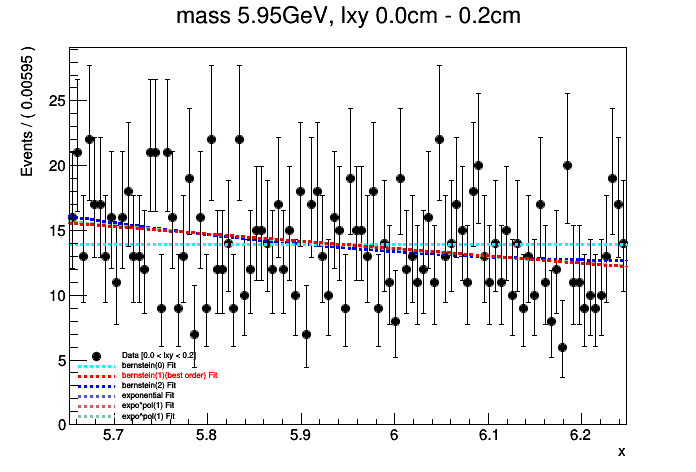 mass 5.95GeV, lxy 0.0cm - 0.2cm
Events / ( 0.00595 )
25
20
15
10
5
0
Data [0.0 < lxy < 0.2]
bernstein(0) Fit
bernstein(1)(best order) Fit
bernstein(2) Fit
exponential Fit
expo*pol(1) Fit
expo^pol(1) Fit
5.7 5.8 5.9 6 6.1 6.2
x